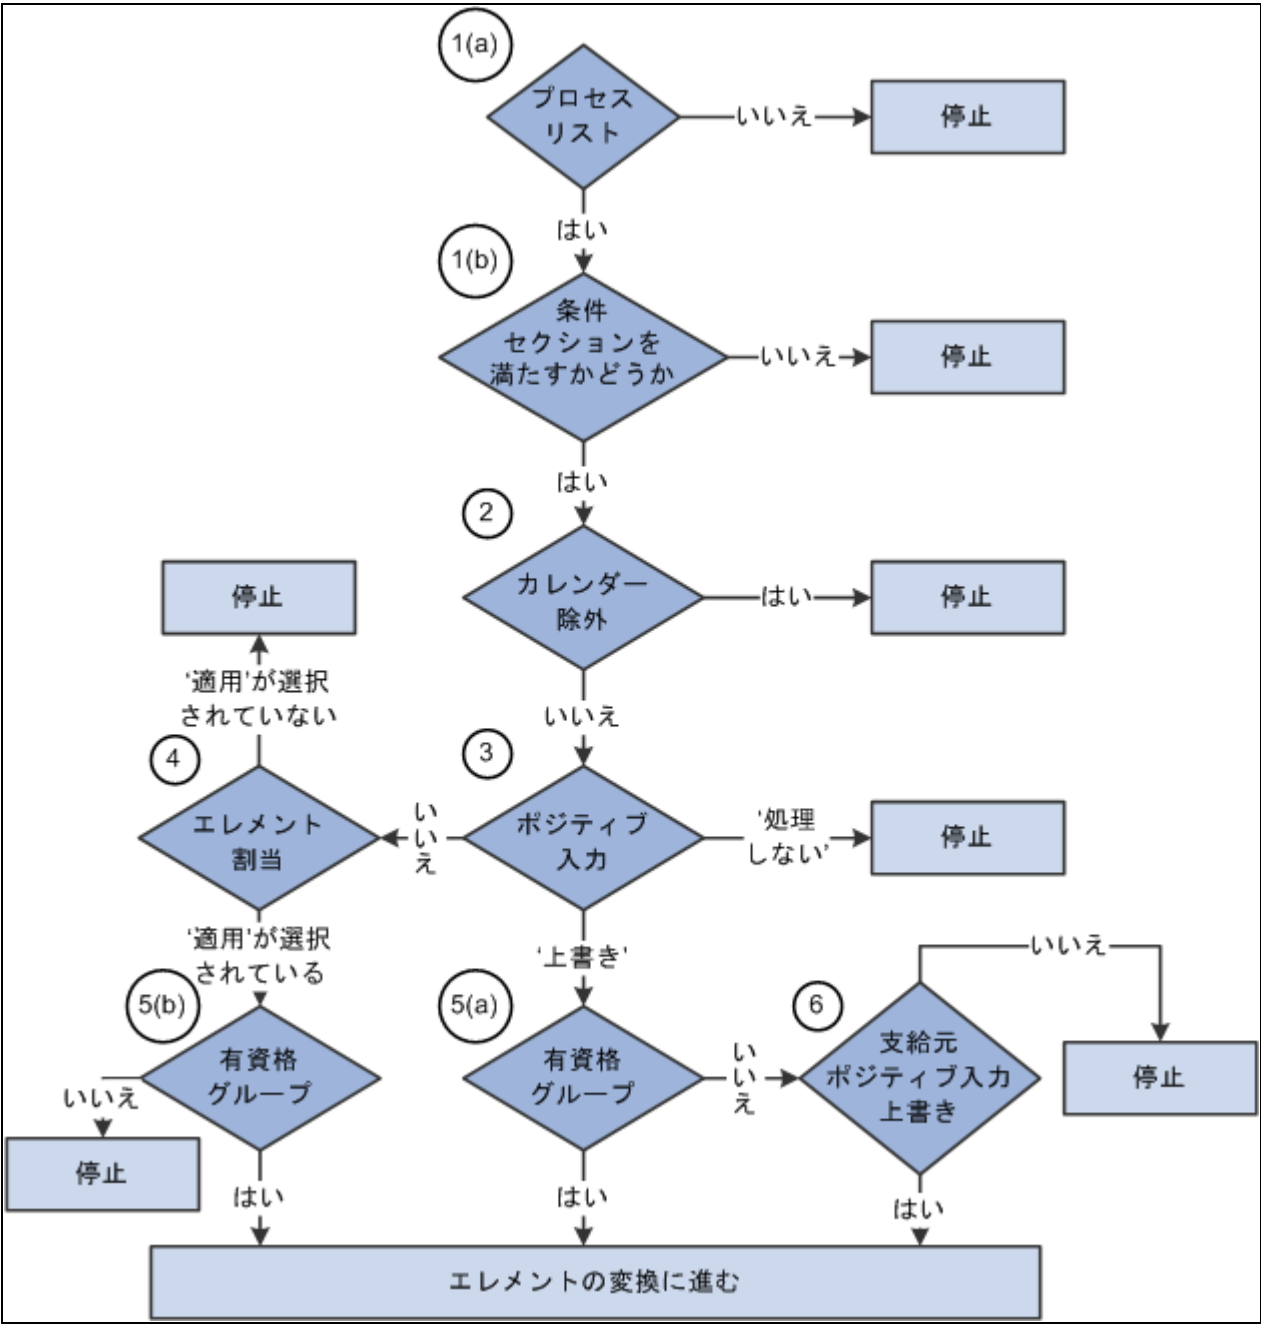 1(a)
プロセス
リスト
いいえ
停止
はい
1(b)
条件
セクションを
満たすかどうか
いいえ
停止
はい
2
カレンダー
除外
はい
停止
停止
いいえ
'適用'が選択
されていない
4
エレメント
割当
いいえ
3
ポジティブ
入力
'処理
しない'
停止
'適用'が選択
されている
'上書き'
いいえ
5(b)
有資格
グループ
5(a)
有資格
グループ
いいえ
6
支給元
ポジティブ入力
上書き
停止
いいえ
停止
はい
はい
はい
エレメントの変換に進む